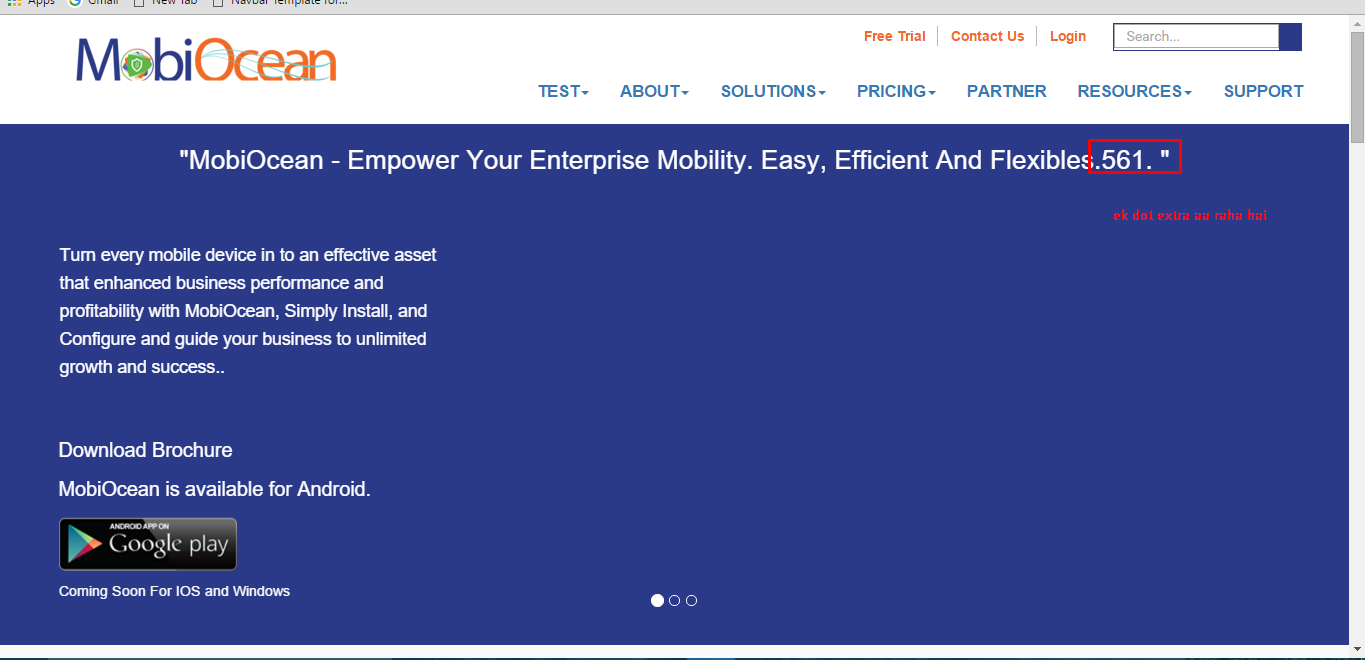 Apps Gmail New Tab Navbar Template for...
MobiOcean
Free Trial Contact Us Login Search...
TEST ABOUT SOLUTIONS PRICING PARTNER RESOURCES SUPPORT
"MobiOcean - Empower Your Enterprise Mobility. Easy, Efficient And Flexibles.561. "
ek dot extra aa raha hai
Turn every mobile device in to an effective asset
that enhanced business performance and
profitability with MobiOcean, Simply Install, and
Configure and guide your business to unlimited
growth and success..
Download Brochure
MobiOcean is available for Android.
ANDROID APP ON
Google play
Coming Soon For IOS and Windows